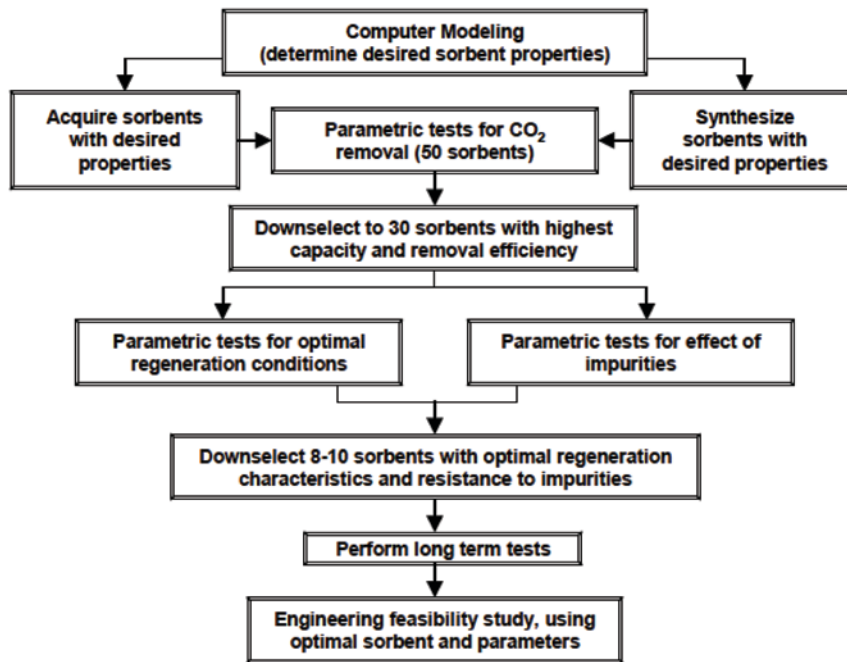 Computer Modeling
(determine desired sorbent properties)
Acquire sorbents
with desired
properties
Parametric tests for CO₂
removal (50 sorbents)
Synthesize
sorbents with
desired properties
Downselect to 30 sorbents with highest
capacity and removal efficiency
Parametric tests for optimal
regeneration conditions
Parametric tests for effect of
impurities
Downselect 8-10 sorbents with optimal regeneration
characteristics and resistance to impurities
Perform long term tests
Engineering feasibility study, using
optimal sorbent and parameters